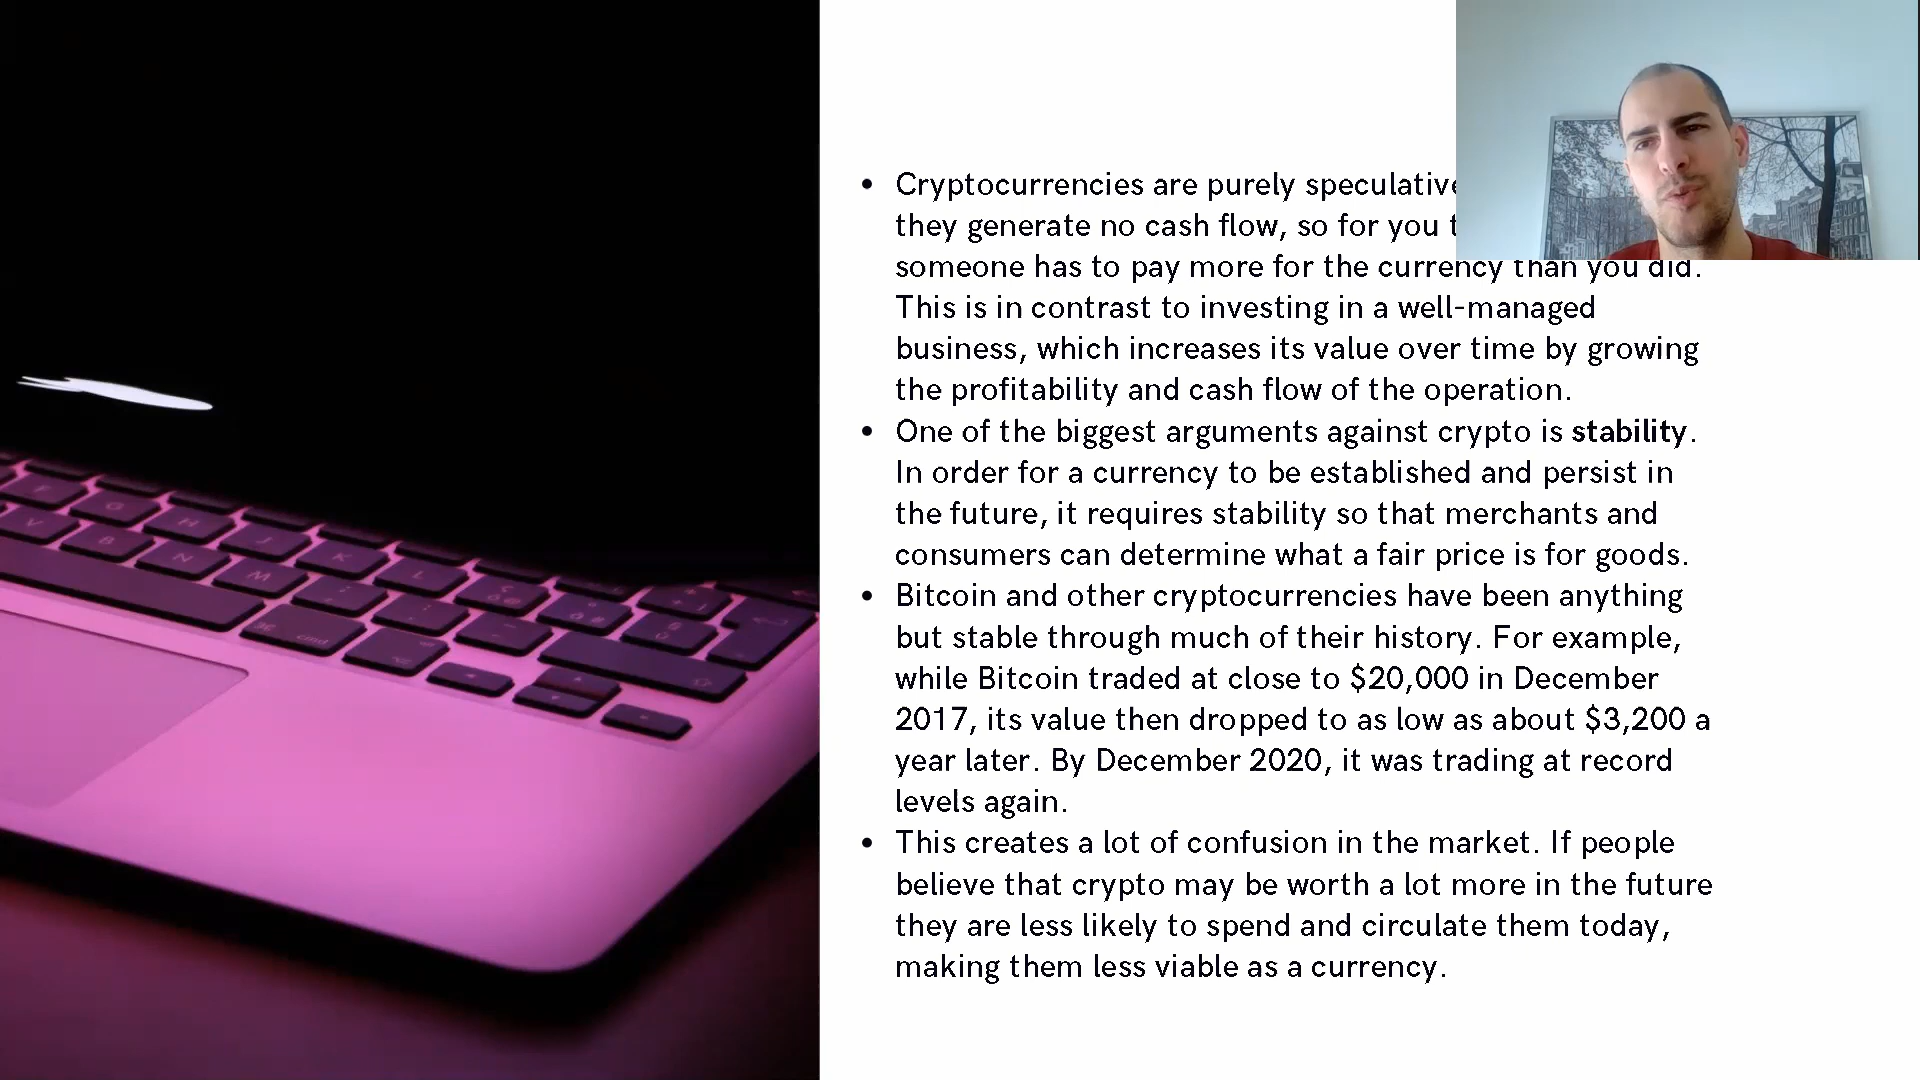 Cryptocurrencies are purely speculative
they generate no cash flow, so for you
someone has to pay more for the currency than you did.
This is in contrast to investing in a well-managed
business, which increases its value over time by growing
the profitability and cash flow of the operation.
One of the biggest arguments against crypto is stability.
In order for a currency to be established and persist in
the future, it requires stability so that merchants and
consumers can determine what a fair price is for goods.
Bitcoin and other cryptocurrencies have been anything
but stable through much of their history. For example,
while Bitcoin traded at close to $20,000 in December
2017, its value then dropped to as low as about $3,200 a
year later. By December 2020, it was trading at record
levels again.
This creates a lot of confusion in the market. If people
believe that crypto may be worth a lot more in the future
they are less likely to spend and circulate them today,
making them less viable as a currency.